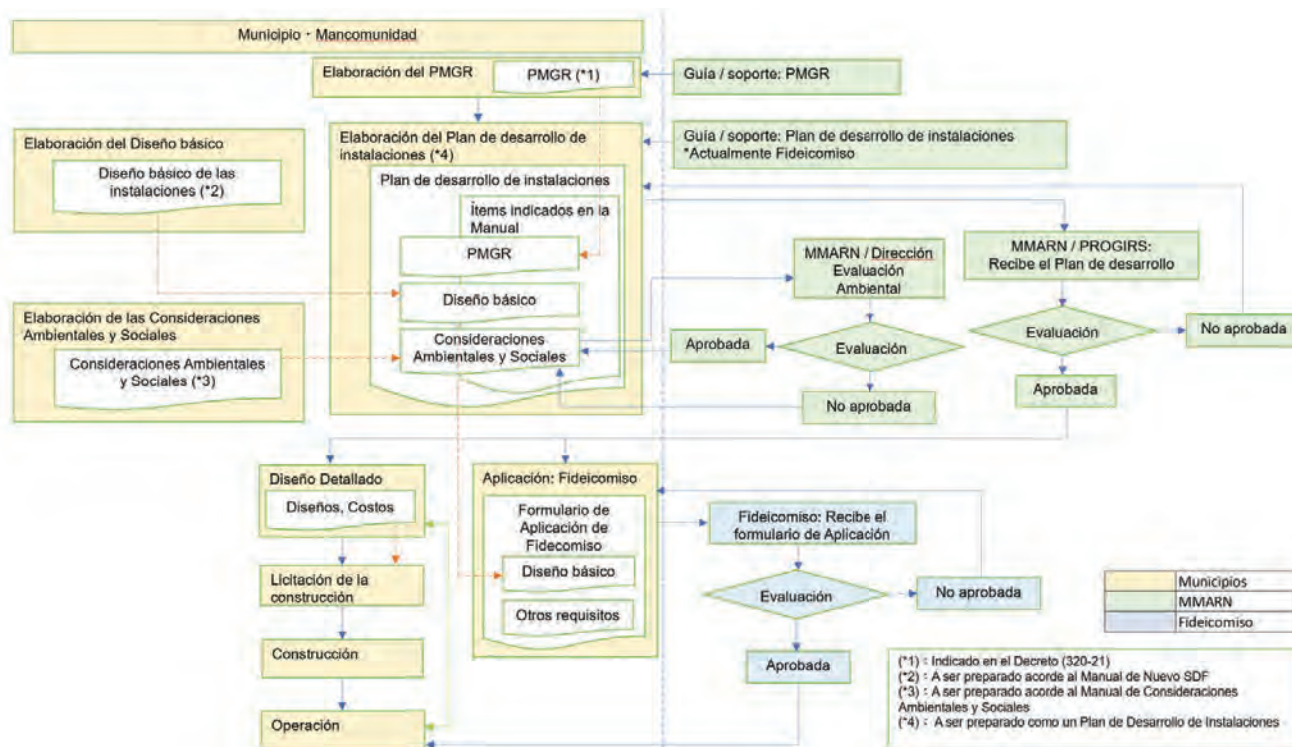 Municipio・Mancomunidad
Elaboración del PMGR
PMGR (*1)
Guía / soporte: PMGR
Elaboración del Diseño básico
Diseño básico de las
instalaciones (*2)
Elaboración del Plan de desarrollo de
instalaciones (*4)
Guía / soporte: Plan de desarrollo de instalaciones
*Actualmente Fideicomiso
Plan de desarrollo de instalaciones
Ítems indicados en la
Manual
PMGR
Diseño básico
Consideraciones
Ambientales y Sociales
Elaboración de las Consideraciones
Ambientales y Sociales
Consideraciones Ambientales
y Sociales (*3)
MMARN / Dirección
Evaluación
Ambiental
Evaluación
Aprobada
No aprobada
MMARN / PROGIRS:
Recibe el Plan de desarrollo
Evaluación
No aprobada
Aprobada
Diseño Detallado
Diseños, Costos
Licitación de la
construcción
Construcción
Operación
Aplicación: Fideicomiso
Formulario de
Aplicación de
Fidecomiso
Diseño básico
Otros requisitos
Fideicomiso: Recibe el
formulario de Aplicación
Evaluación
No aprobada
Aprobada
Municipios
MMARN
Fideicomiso
(*1)：Indicado en el Decreto (320-21)
(*2)：A ser preparado acorde al Manual de Nuevo SDF
(*3)：A ser preparado acorde al Manual de Consideraciones
Ambientales y Sociales
(*4)：A ser preparado como un Plan de Desarrollo de Instalaciones